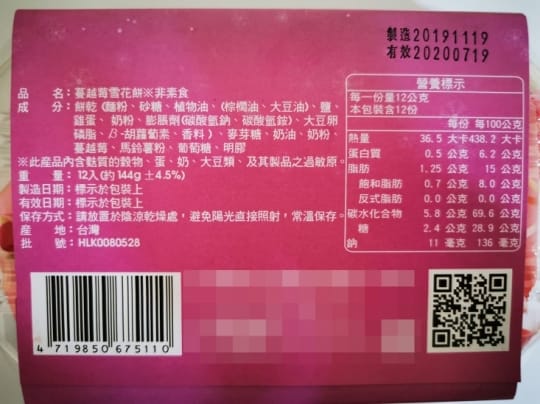 製造20191119
有效20200719
品　　名：蔓越莓雪花餅※非素食
成　　分：餅乾 (麵粉、砂糖、植物油、(棕櫚油、大豆油)、鹽、
雞蛋、奶粉、膨脹劑(碳酸氫鈉、碳酸氫銨)、大豆卵
磷脂、β-胡蘿蔔素、香料 )、麥芽糖、奶油、奶粉、
蔓越莓、馬鈴薯粉、葡萄糖、明膠
※此產品內含麩質的穀物、蛋、奶、大豆類、及其製品之過敏原。
重　　量：12入(約 144g ±4.5%)
製造日期：標示於包裝上
有效日期：標示於包裝上
保存方式：請放置於陰涼乾燥處，避免陽光直接照射，常溫保存。
產　　地：台灣
批　　號：HLK0080528
營養標示
每一份量12公克
本包裝含12份
每份 每100公克
熱量 36.5 大卡 438.2 大卡
蛋白質 0.5 公克 6.2 公克
脂肪 1.25 公克 15 公克
飽和脂肪 0.7 公克 8.0 公克
反式脂肪 0.0 公克 0.0 公克
碳水化合物 5.8 公克 69.6 公克
糖 2.4 公克 28.9 公克
鈉 11 毫克 136 毫克
4 719850 675110